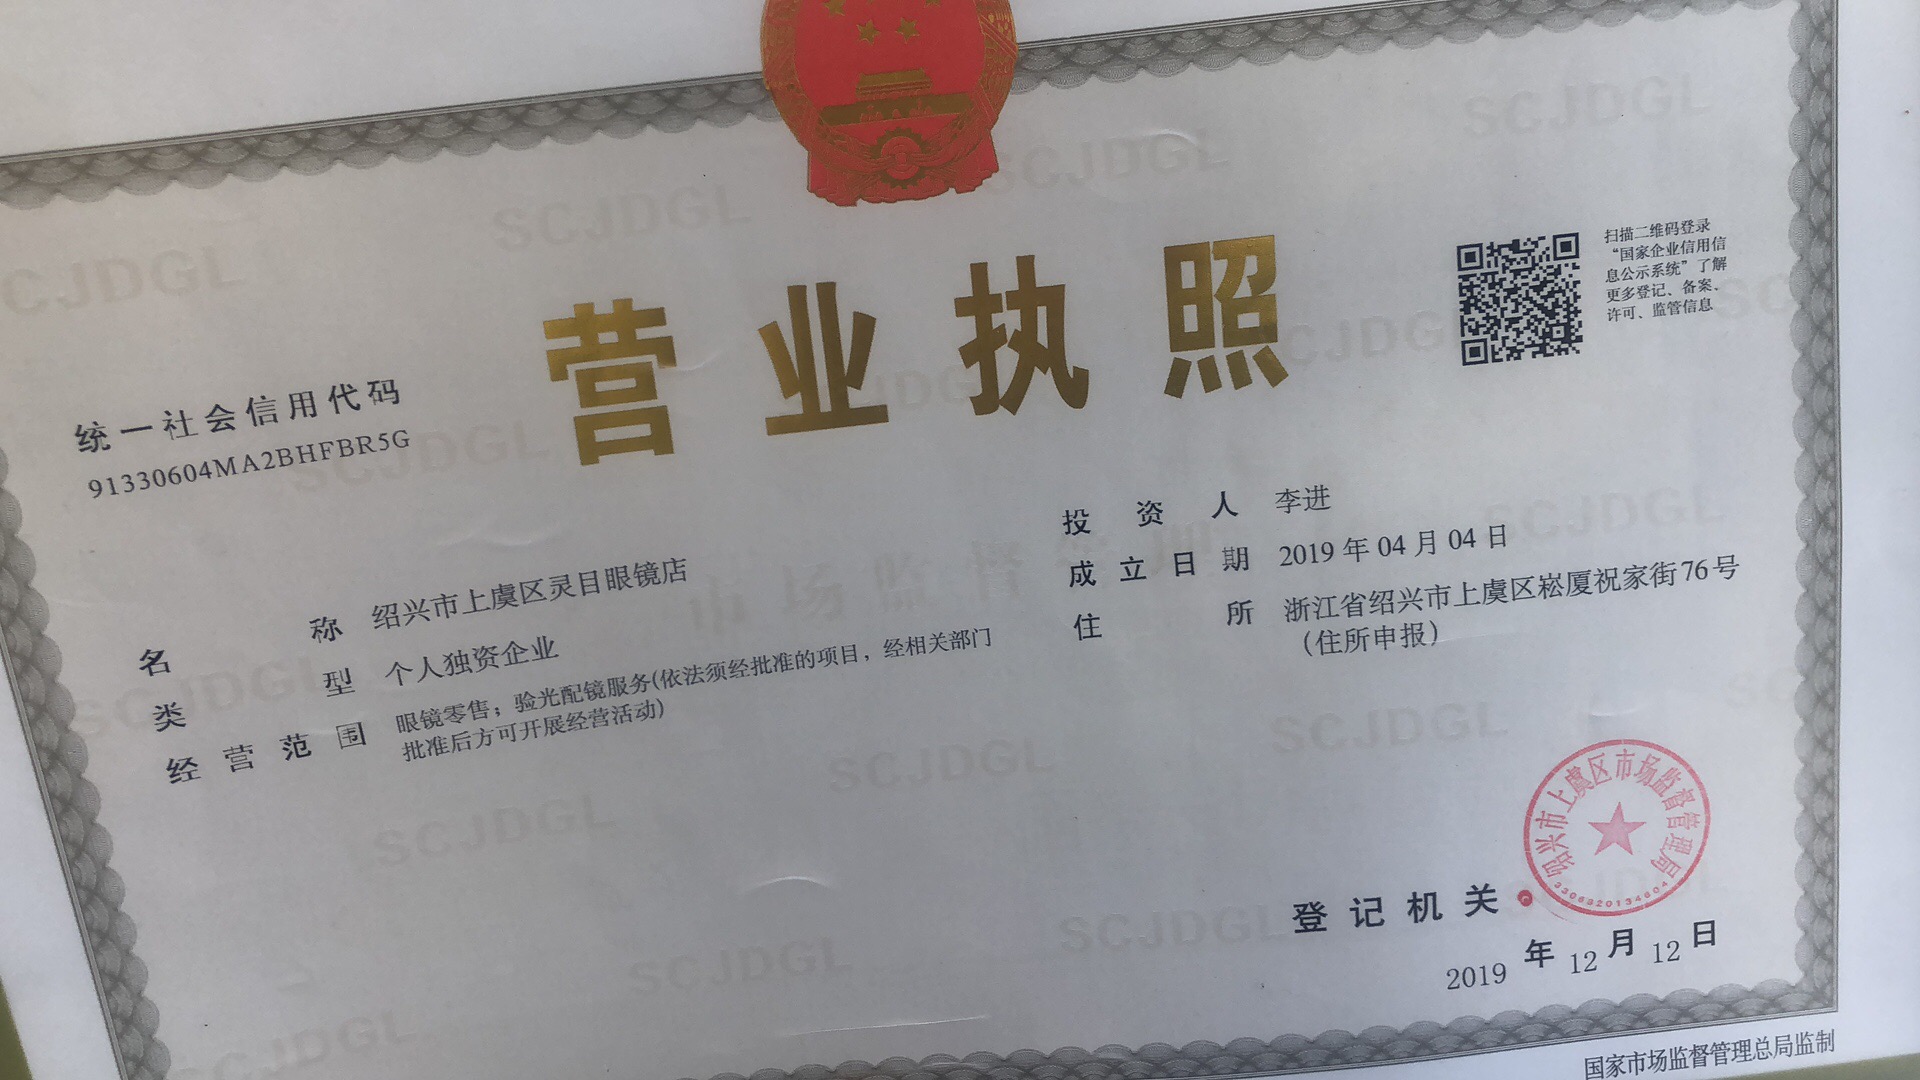 营业执照
扫描二维码登录
“国家企业信用信
息公示系统”了解
更多登记、备案、
许可、监管信息
统一社会信用代码
91330604MA2BHFBR5G
名称 绍兴市上虞区灵目眼镜店
类型 个人独资企业
经营范围 眼镜零售；验光配镜服务(依法须经批准的项目，经相关部门
批准后方可开展经营活动)
投资人 李进
成立日期 2019年04月04日
住所 浙江省绍兴市上虞区崧厦祝家街76号
（住所申报）
绍兴市上虞区市场监督管理局
3306320134604
登记机关
2019年12月12日
国家市场监督管理总局监制
SCJDGL
市场监督管理